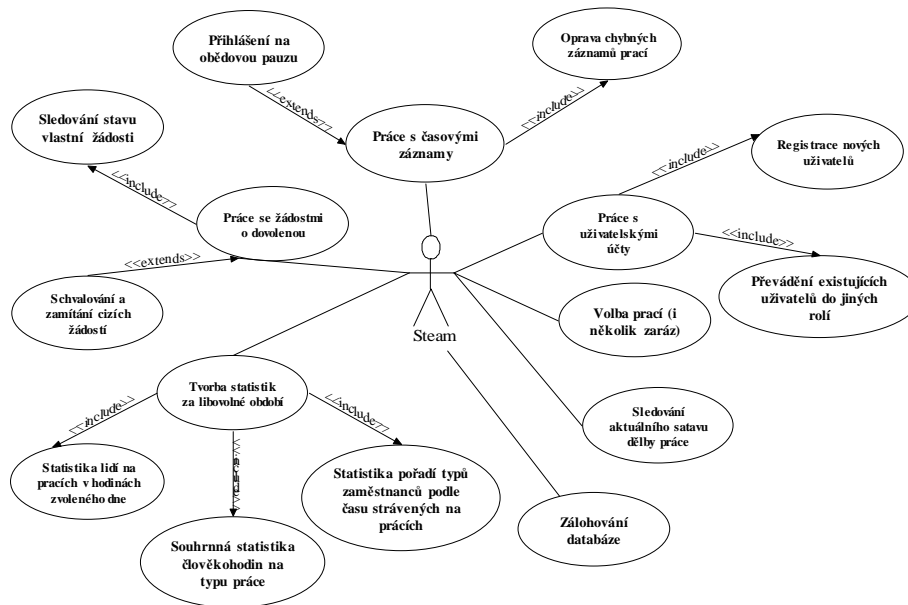 Přihlášení na
obědovou pauzu
Oprava chybných
záznamů prací
<<extends>>
<<include>>
Sledování stavu
vlastní žádosti
Práce s časovými
záznamy
<<include>>
Registrace nových
uživatelů
<<include>>
Práce se žádostmi
o dovolenou
Práce s
uživatelskými
účty
<<include>>
<<extends>>
Schvalování a
zamítání cizích
žádostí
Převádění existujících
uživatelů do jiných
rolí
Volba prací (i
několik zaráz)
Steam
Tvorba statistik
za libovolné období
<<include>>
<<include>>
Sledování
aktuálního satavu
dělby práce
Statistika lidí na
pracích v hodinách
zvoleného dne
Statistika pořadí typů
zaměstnanců podle
času strávených na
prácích
Zálohování
databáze
Souhrnná statistika
člověkohodin na
typu práce